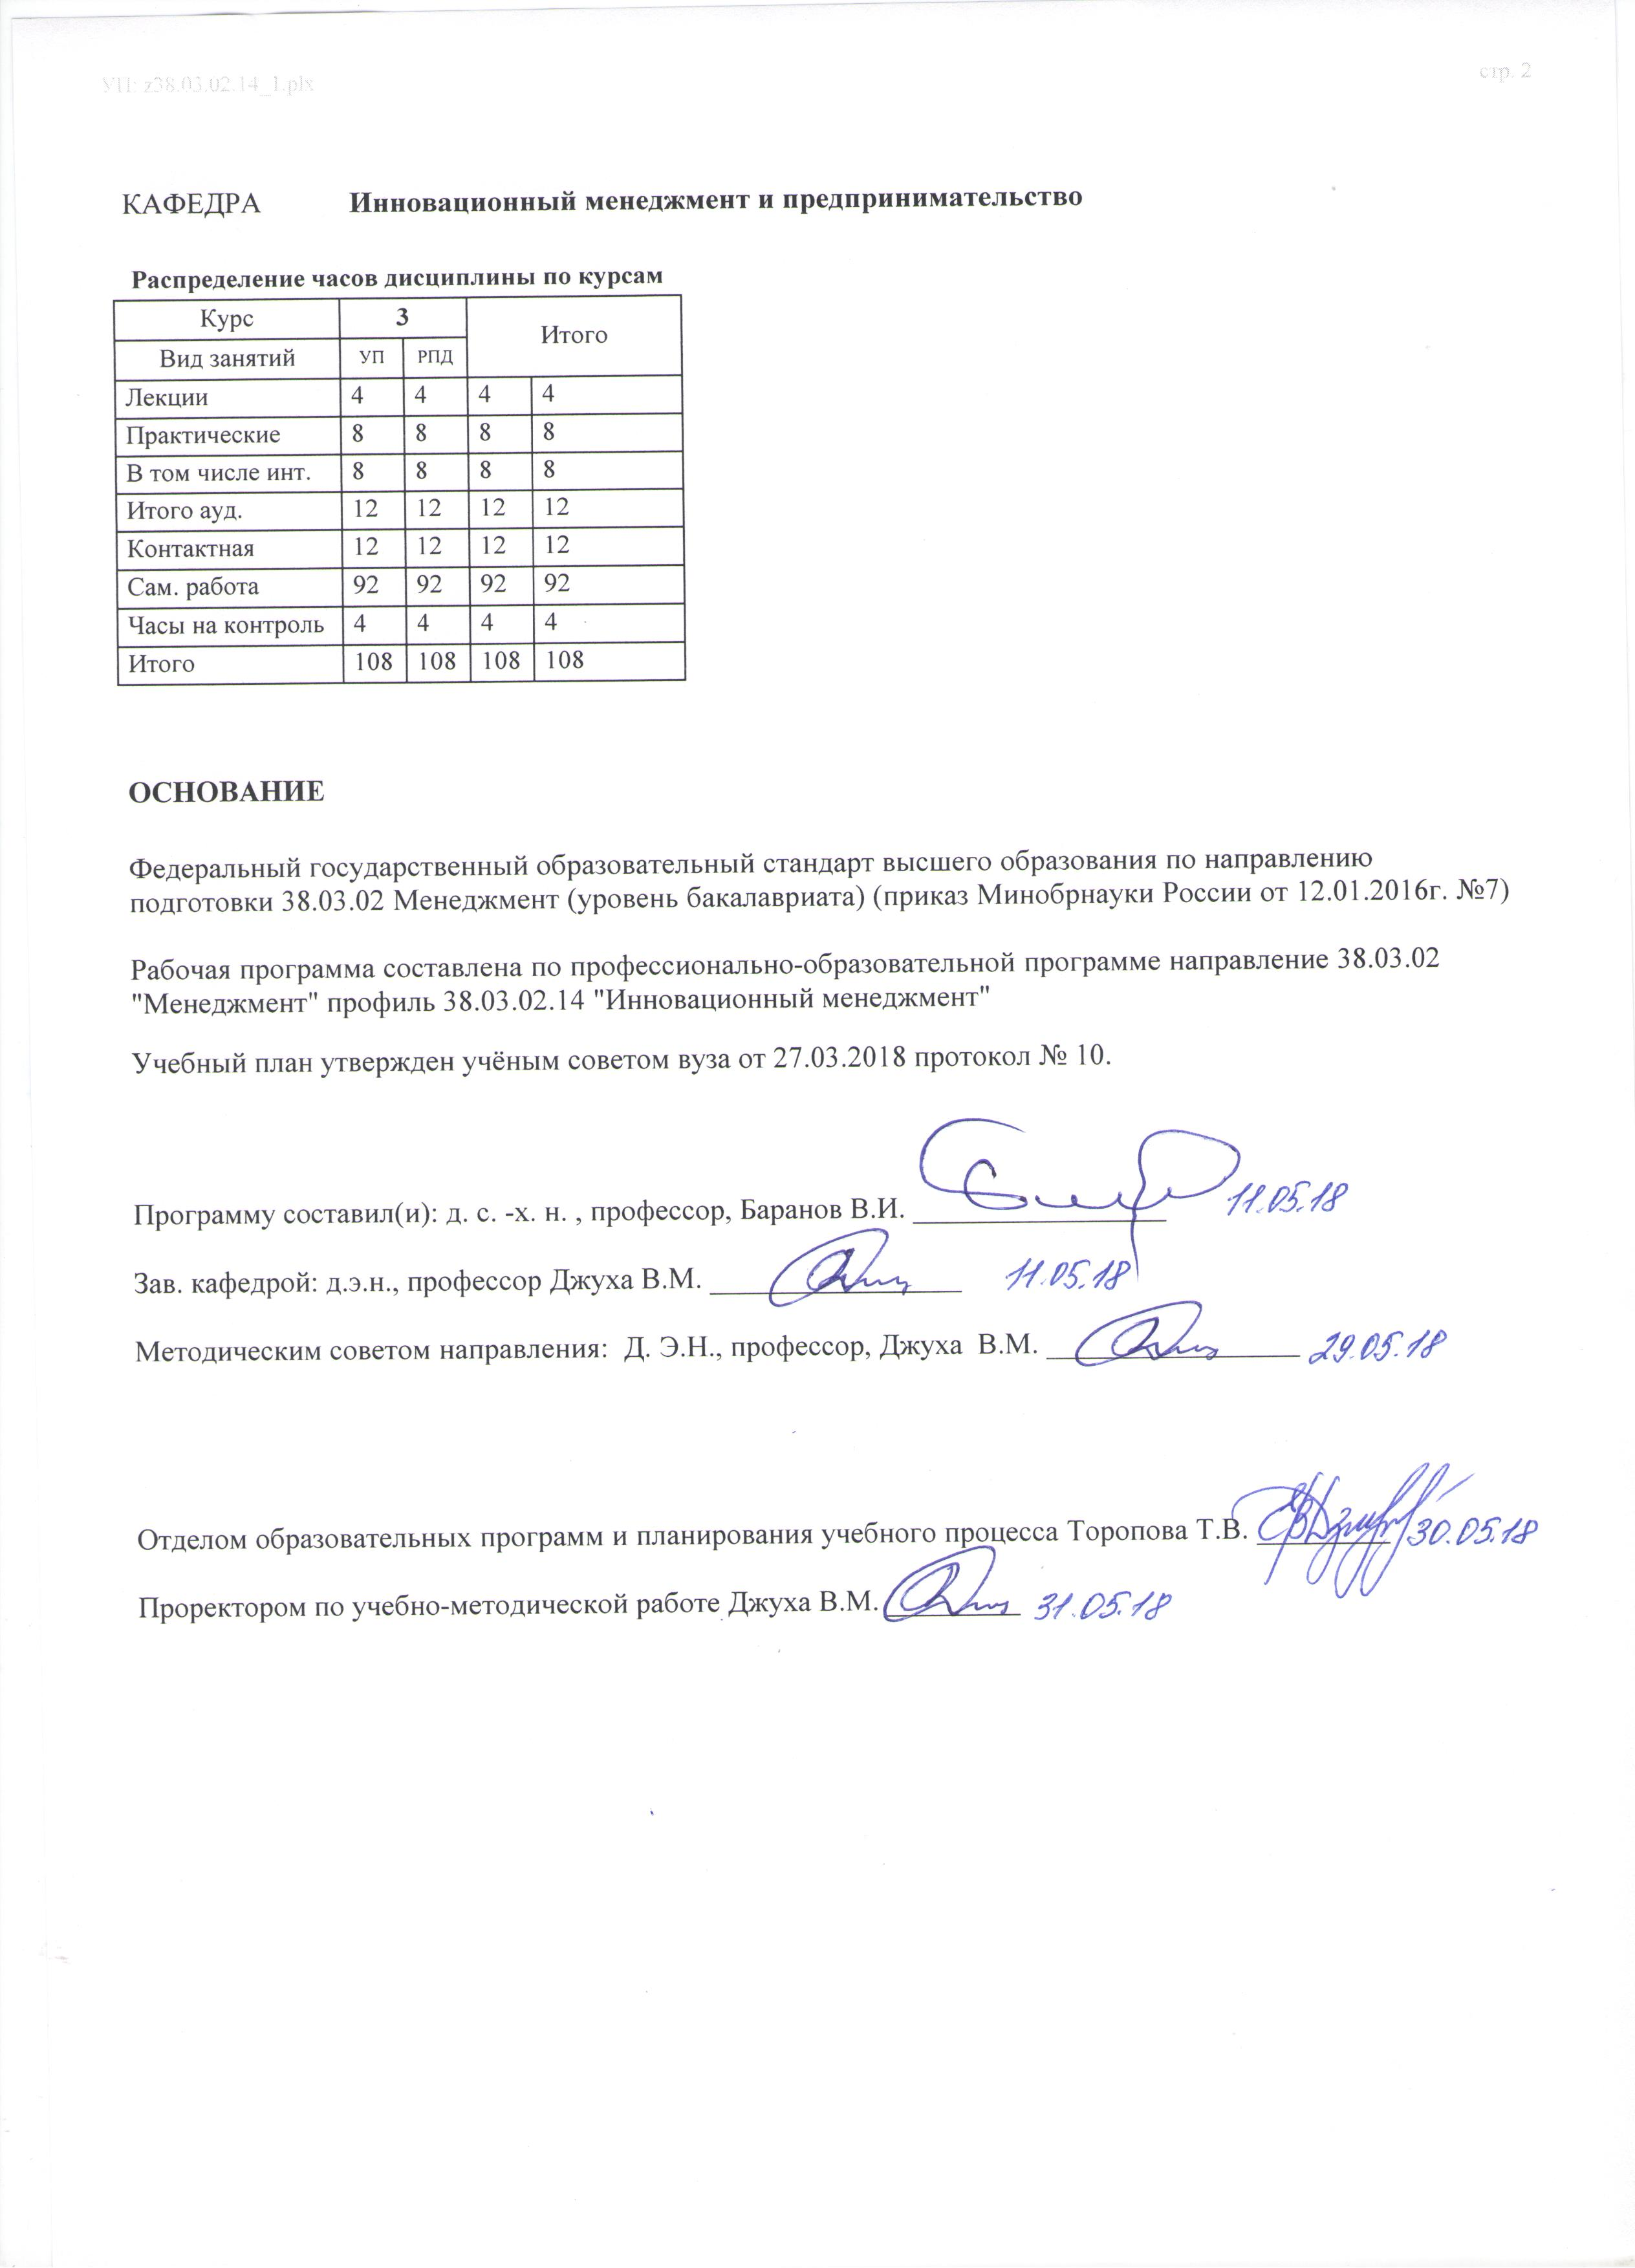 УП: z38.03.02.14_1.plx
стр. 2
КАФЕДРА Инновационный менеджмент и предпринимательство
Распределение часов дисциплины по курсам
Курс 3 Итого
Вид занятий УП РПД
Лекции 4 4 4 4
Практические 8 8 8 8
В том числе инт. 8 8 8 8
Итого ауд. 12 12 12 12
Контактная 12 12 12 12
Сам. работа 92 92 92 92
Часы на контроль 4 4 4 4
Итого 108 108 108 108
ОСНОВАНИЕ
Федеральный государственный образовательный стандарт высшего образования по направлению
подготовки 38.03.02 Менеджмент (уровень бакалавриата) (приказ Минобрнауки России от 12.01.2016г. №7)
Рабочая программа составлена по профессионально-образовательной программе направление 38.03.02
"Менеджмент" профиль 38.03.02.14 "Инновационный менеджмент"
Учебный план утвержден учёным советом вуза от 27.03.2018 протокол № 10.
Программу составил(и): д. с. -х. н. , профессор, Баранов В.И. 11.05.18
Зав. кафедрой: д.э.н., профессор Джуха В.М. 11.05.18
Методическим советом направления: Д. Э.Н., профессор, Джуха В.М. 29.05.18
Отделом образовательных программ и планирования учебного процесса Торопова Т.В. 30.05.18
Проректором по учебно-методической работе Джуха В.М. 31.05.18